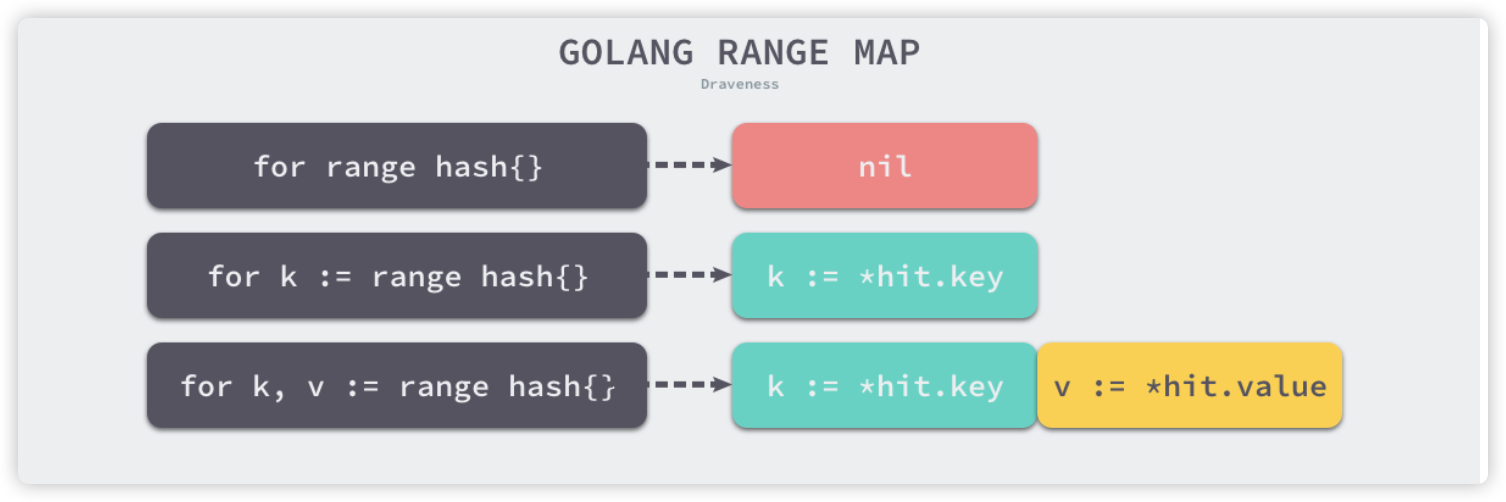 GOLANG RANGE MAP
Draveness
for range hash{} nil
for k := range hash{} k := *hit.key
for k, v := range hash{} k := *hit.key v := *hit.value